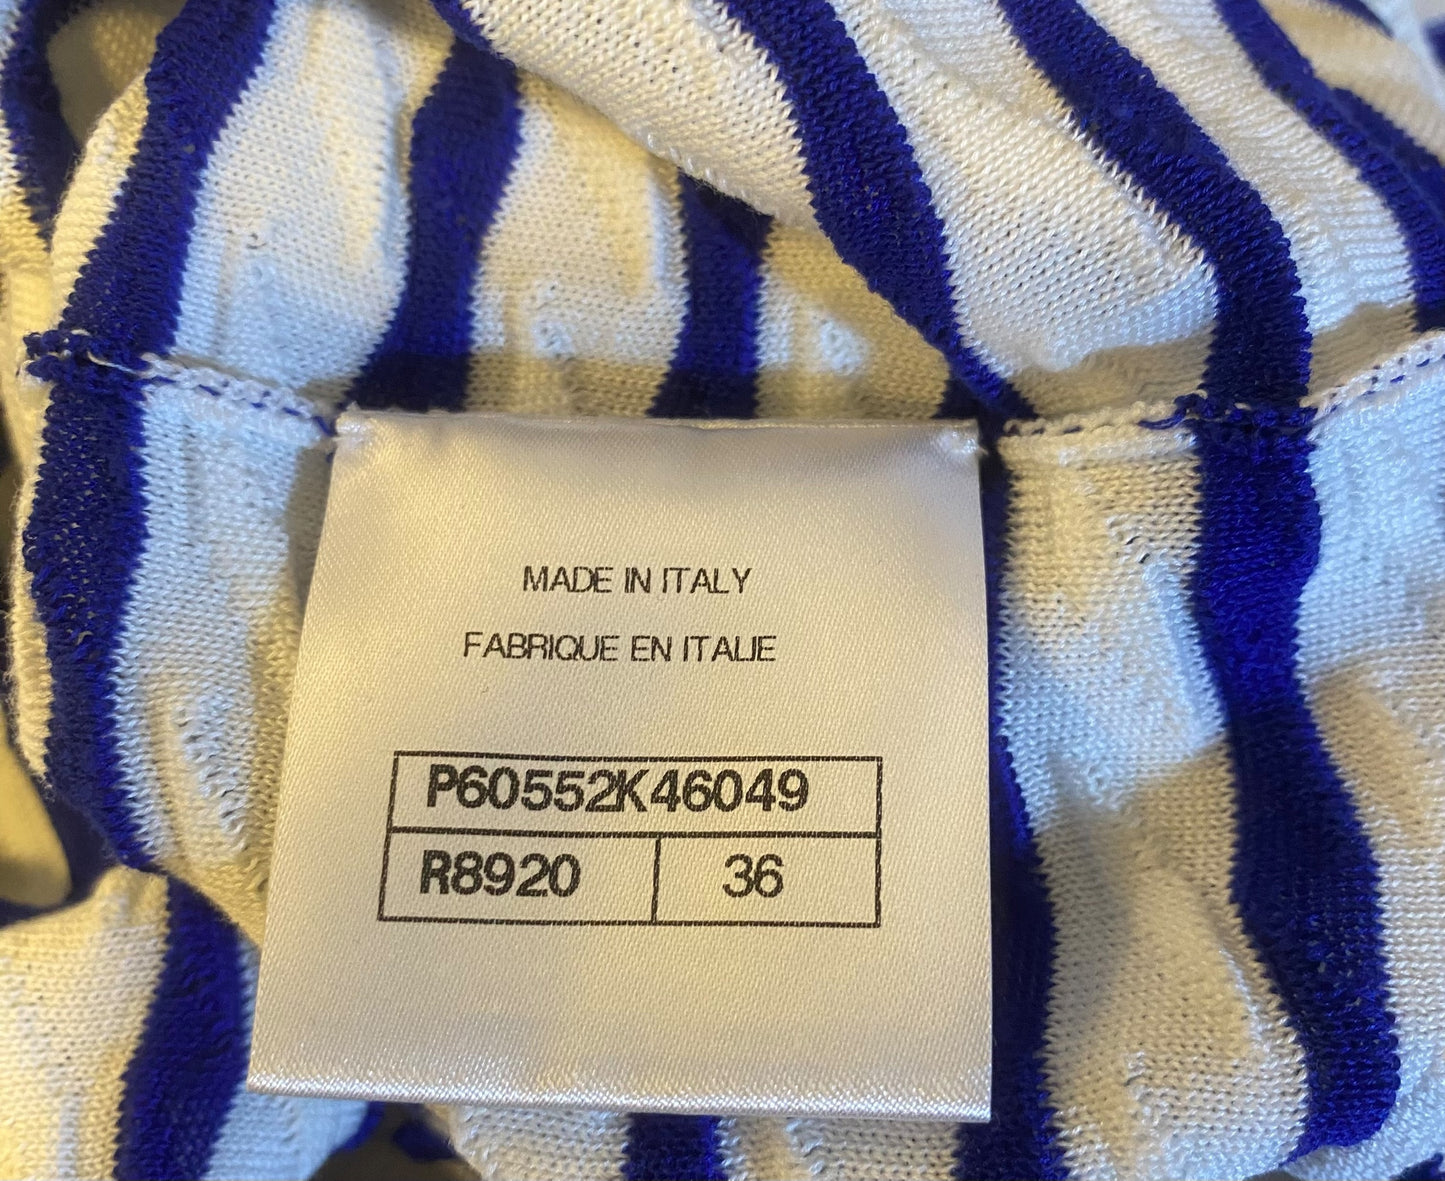 MADE IN ITALY
FABRIQUE EN ITALIE
P60552K46049
R8920 36